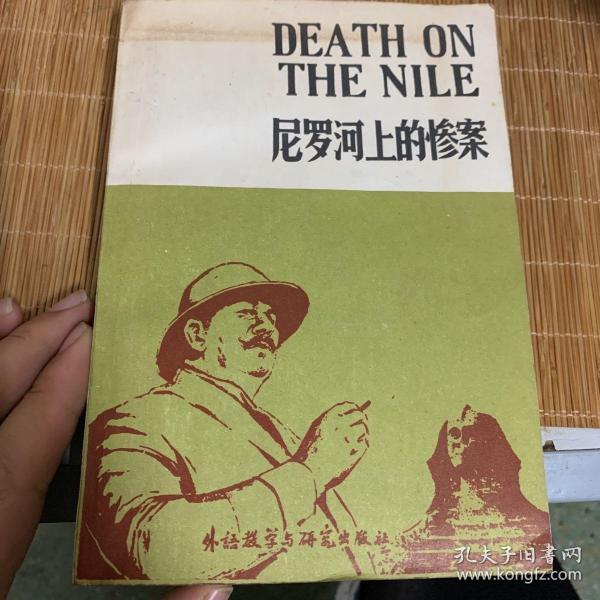 DEATH ON
THE NILE
尼罗河上的惨案
外语教学与研究出版社
孔夫子旧书网
www.kongfz.com